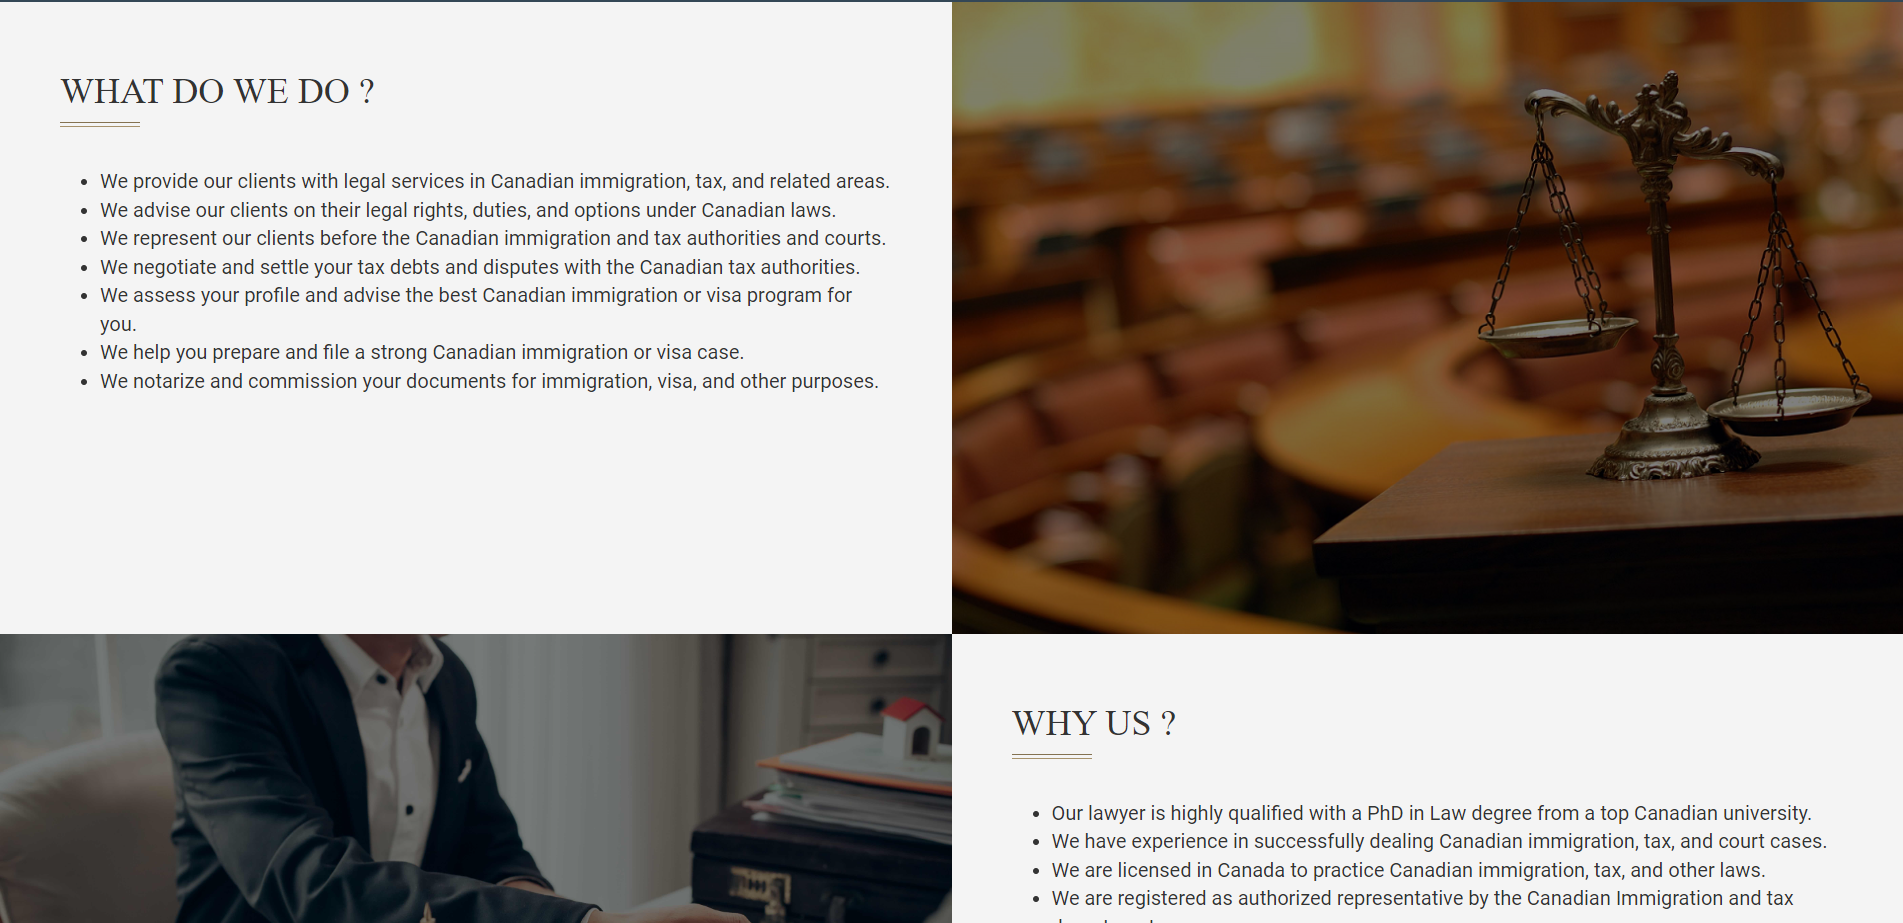 WHAT DO WE DO ?
We provide our clients with legal services in Canadian immigration, tax, and related areas.
We advise our clients on their legal rights, duties, and options under Canadian laws.
We represent our clients before the Canadian immigration and tax authorities and courts.
We negotiate and settle your tax debts and disputes with the Canadian tax authorities.
We assess your profile and advise the best Canadian immigration or visa program for
you.
We help you prepare and file a strong Canadian immigration or visa case.
We notarize and commission your documents for immigration, visa, and other purposes.
WHY US ?
Our lawyer is highly qualified with a PhD in Law degree from a top Canadian university.
We have experience in successfully dealing Canadian immigration, tax, and court cases.
We are licensed in Canada to practice Canadian immigration, tax, and other laws.
We are registered as authorized representative by the Canadian Immigration and tax